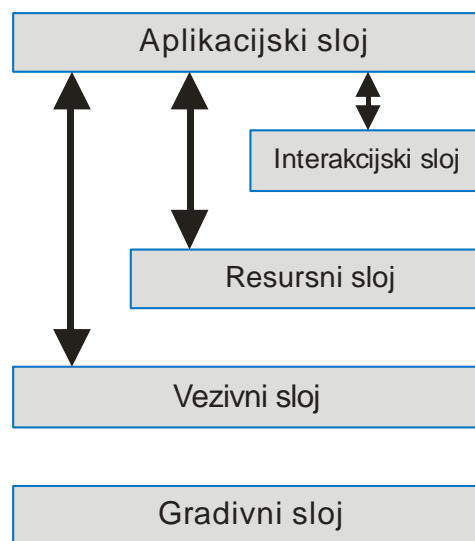 Aplikacijski sloj
Interakcijski sloj
Resursni sloj
Vezivni sloj
Gradivni sloj